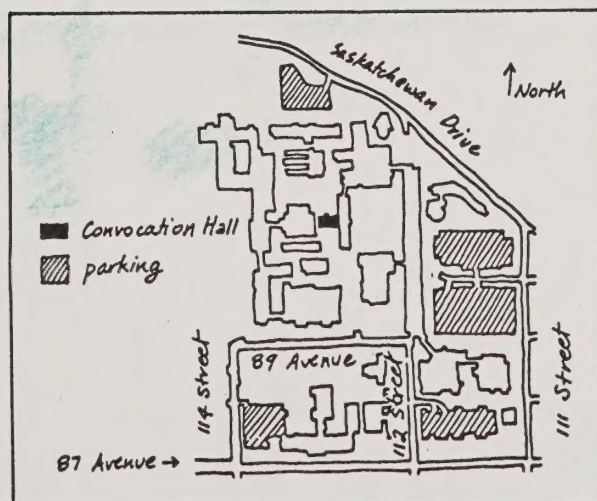 Saskatchewan Drive
↑ North
Convocation Hall
parking
114 Street
89 Avenue
112 Street
111 Street
87 Avenue →